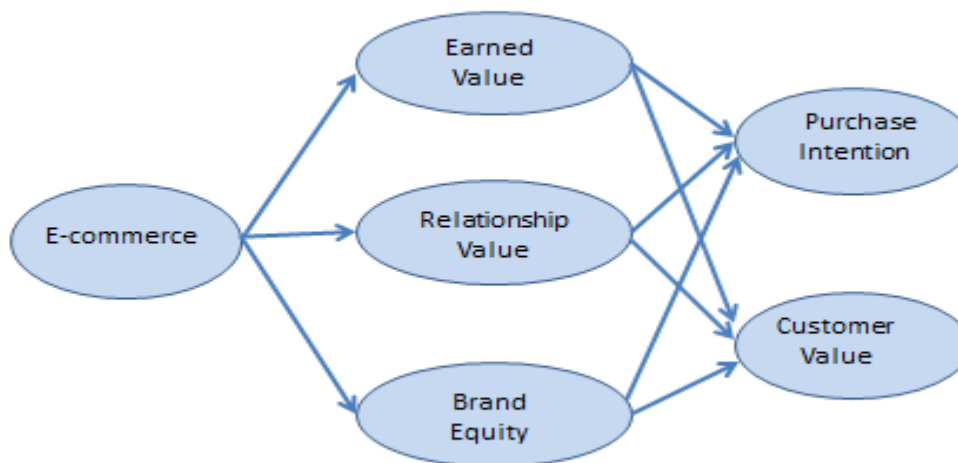 Earned
Value
Purchase
Intention
E-commerce
Relationship
Value
Customer
Value
Brand
Equity